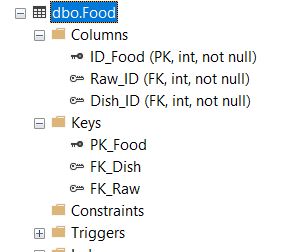 dbo.Food
Columns
ID_Food (PK, int, not null)
Raw_ID (FK, int, not null)
Dish_ID (FK, int, not null)
Keys
PK_Food
FK_Dish
FK_Raw
Constraints
Triggers